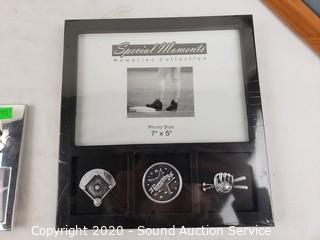 Special Moments
Memories Collection
Photo Size
7" x 5"
Copyright 2020 - Sound Auction Service